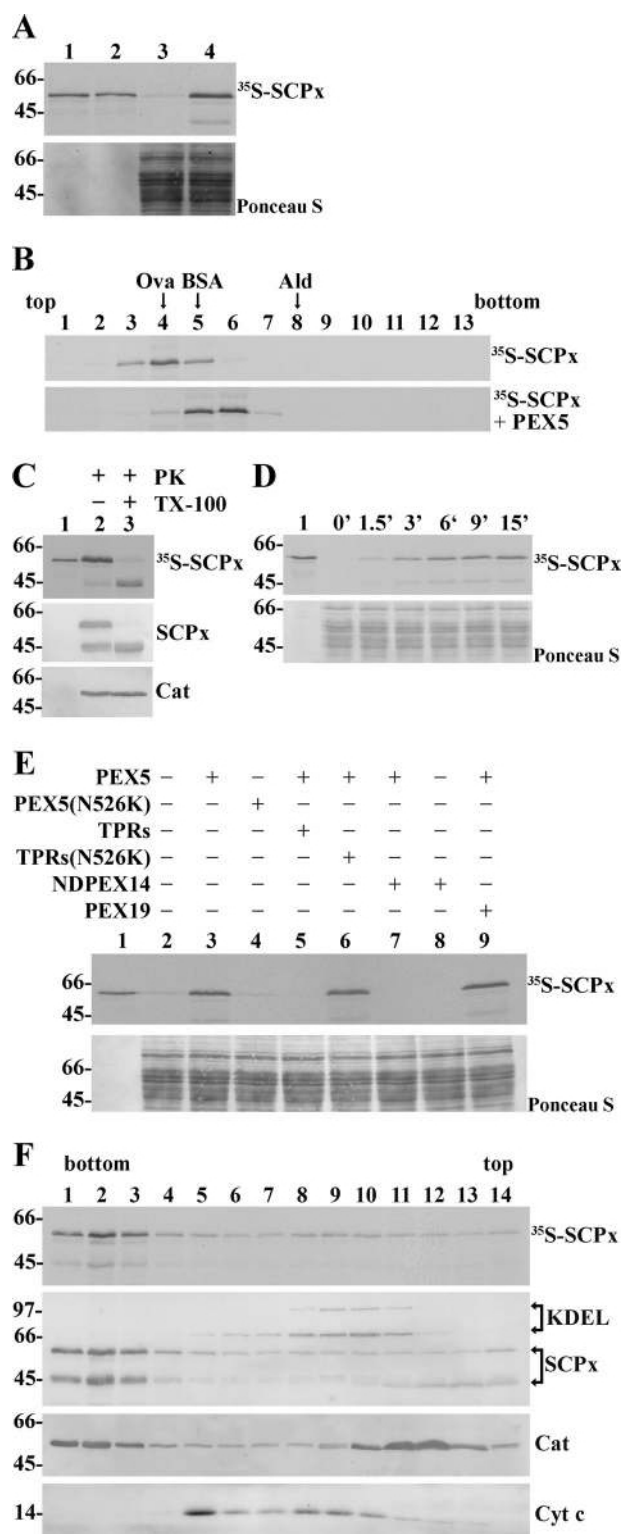 A
1 2 3 4
66-
45-
35S-SCPx
66-
45-
Ponceau S
B
Ova BSA Ald
top bottom
1 2 3 4 5 6 7 8 9 10 11 12 13
35S-SCPx
35S-SCPx
+ PEX5
C
+ + PK
– + TX-100
1 2 3
66-
45-
35S-SCPx
66-
45-
SCPx
66-
45-
Cat
D
1 0’ 1.5’ 3’ 6‘ 9’ 15’
66-
45-
35S-SCPx
66-
45-
Ponceau S
E
PEX5 – + – + + + – +
PEX5(N526K) – – + – – – – –
TPRs – – – + – – – –
TPRs(N526K) – – – – + – – –
NDPEX14 – – – – – + + –
PEX19 – – – – – – – +
1 2 3 4 5 6 7 8 9
66-
45-
35S-SCPx
66-
45-
Ponceau S
F
bottom top
1 2 3 4 5 6 7 8 9 10 11 12 13 14
66-
45-
35S-SCPx
97-
66-
45-
KDEL
SCPx
66-
45-
Cat
14-
Cyt c